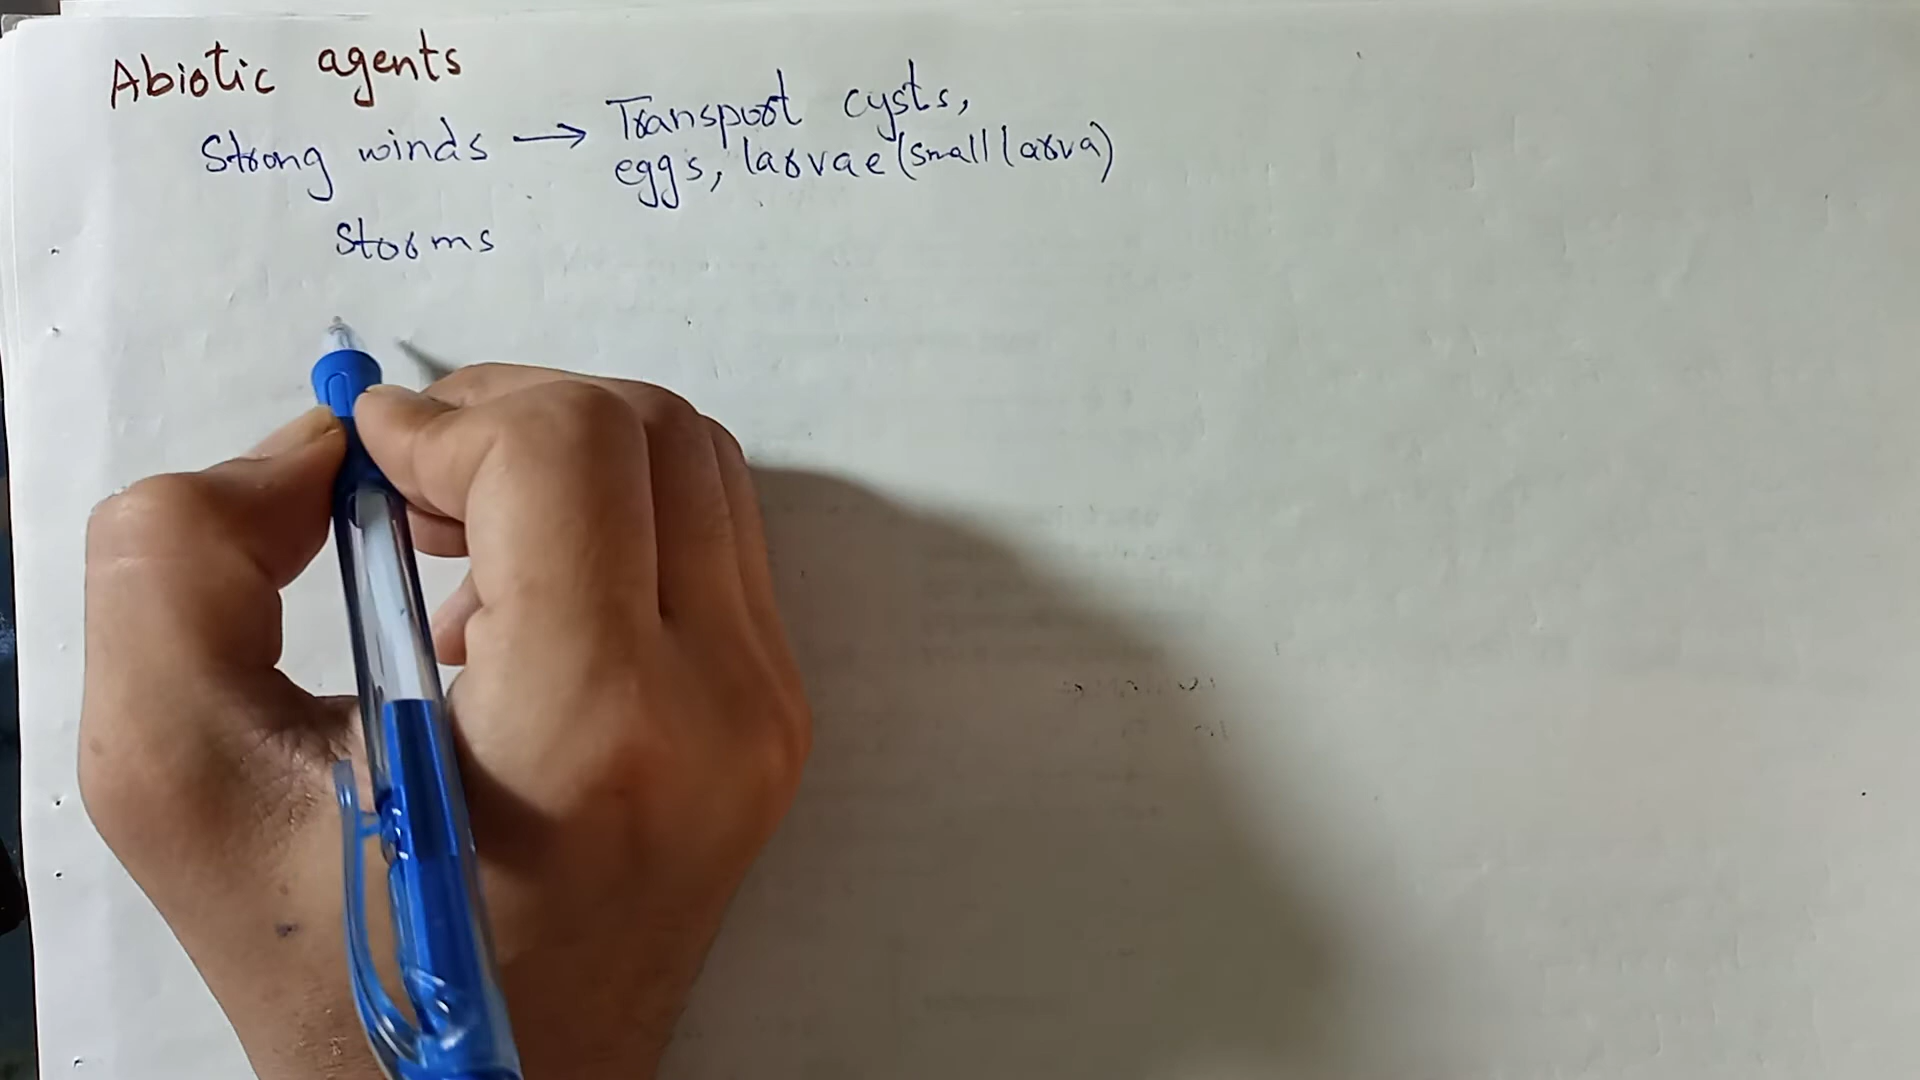 Abiotic agents
Strong winds → Transport cysts,
eggs, larvae (small larva)
Storms